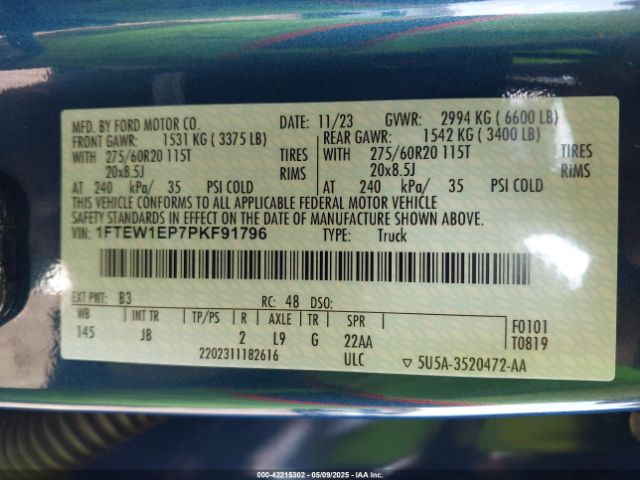 MFD. BY FORD MOTOR CO. DATE: 11/23 GVWR: 2994 KG ( 6600 LB)
FRONT GAWR: 1531 KG ( 3375 LB) REAR GAWR: 1542 KG ( 3400 LB)
WITH 275/60R20 115T TIRES WITH 275/60R20 115T TIRES
20x8.5J RIMS 20x8.5J RIMS
AT 240 kPa/ 35 PSI COLD AT 240 kPa/ 35 PSI COLD
THIS VEHICLE CONFORMS TO ALL APPLICABLE FEDERAL MOTOR VEHICLE
SAFETY STANDARDS IN EFFECT ON THE DATE OF MANUFACTURE SHOWN ABOVE.
VIN: 1FTEW1EP7PKF91796 TYPE: Truck
EXT PNT: B3 RC: 48 DSO:
WB INT TR TP/PS R AXLE TR SPR F0101
145 JB 2 L9 G 22AA T0819
2202311182616 ULC 5U5A-3520472-AA
000-42215302 - 05/09/2025 - IAA Inc.